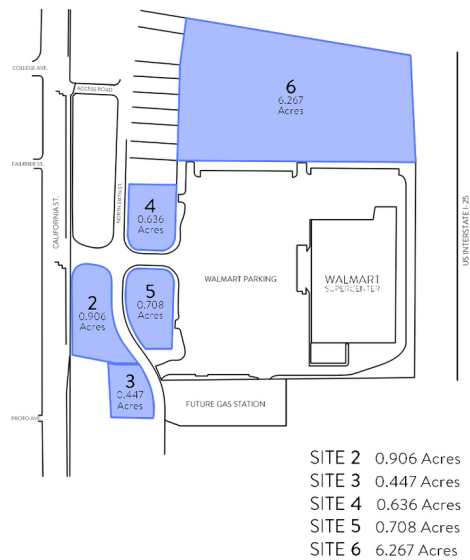 COLLEGE AVE.
ACCESS ROAD
6
6.267
Acres
FAULKNER ST.
CALIFORNIA ST.
4
0.636
Acres
US INTERSTATE I-25
WALMART PARKING
WALMART
SUPERCENTER
2
0.906
Acres
5
0.708
Acres
3
0.447
Acres
FUTURE GAS STATION
SITE 2 0.906 Acres
SITE 3 0.447 Acres
SITE 4 0.636 Acres
SITE 5 0.708 Acres
SITE 6 6.267 Acres